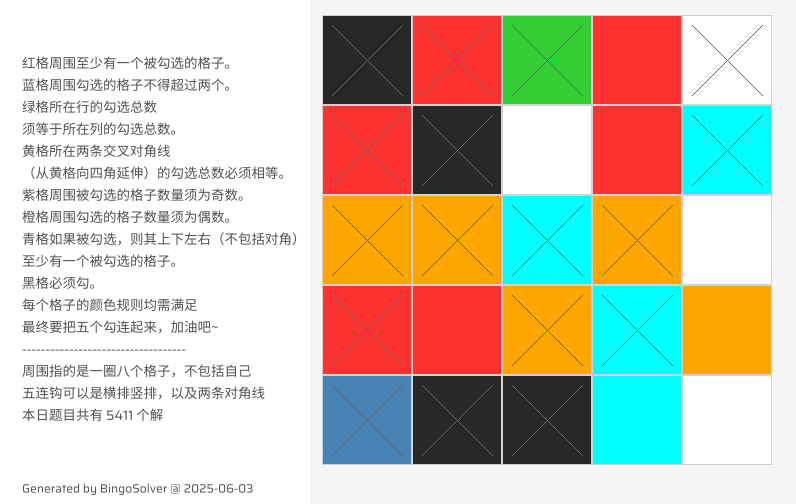 红格周围至少有一个被勾选的格子。
蓝格周围勾选的格子不得超过两个。
绿格所在行的勾选总数
须等于所在列的勾选总数。
黄格所在两条交叉对角线
（从黄格向四角延伸）的勾选总数必须相等。
紫格周围被勾选的格子数量须为奇数。
橙格周围勾选的格子数量须为偶数。
青格如果被勾选，则其上下左右（不包括对角）
至少有一个被勾选的格子。
黑格必须勾。
每个格子的颜色规则均需满足
最终要把五个勾连起来，加油吧~
----------------------------------
周围指的是一圈八个格子，不包括自己
五连钩可以是横排竖排，以及两条对角线
本日题目共有 5411 个解
Generated by BingoSolver @ 2025-06-03